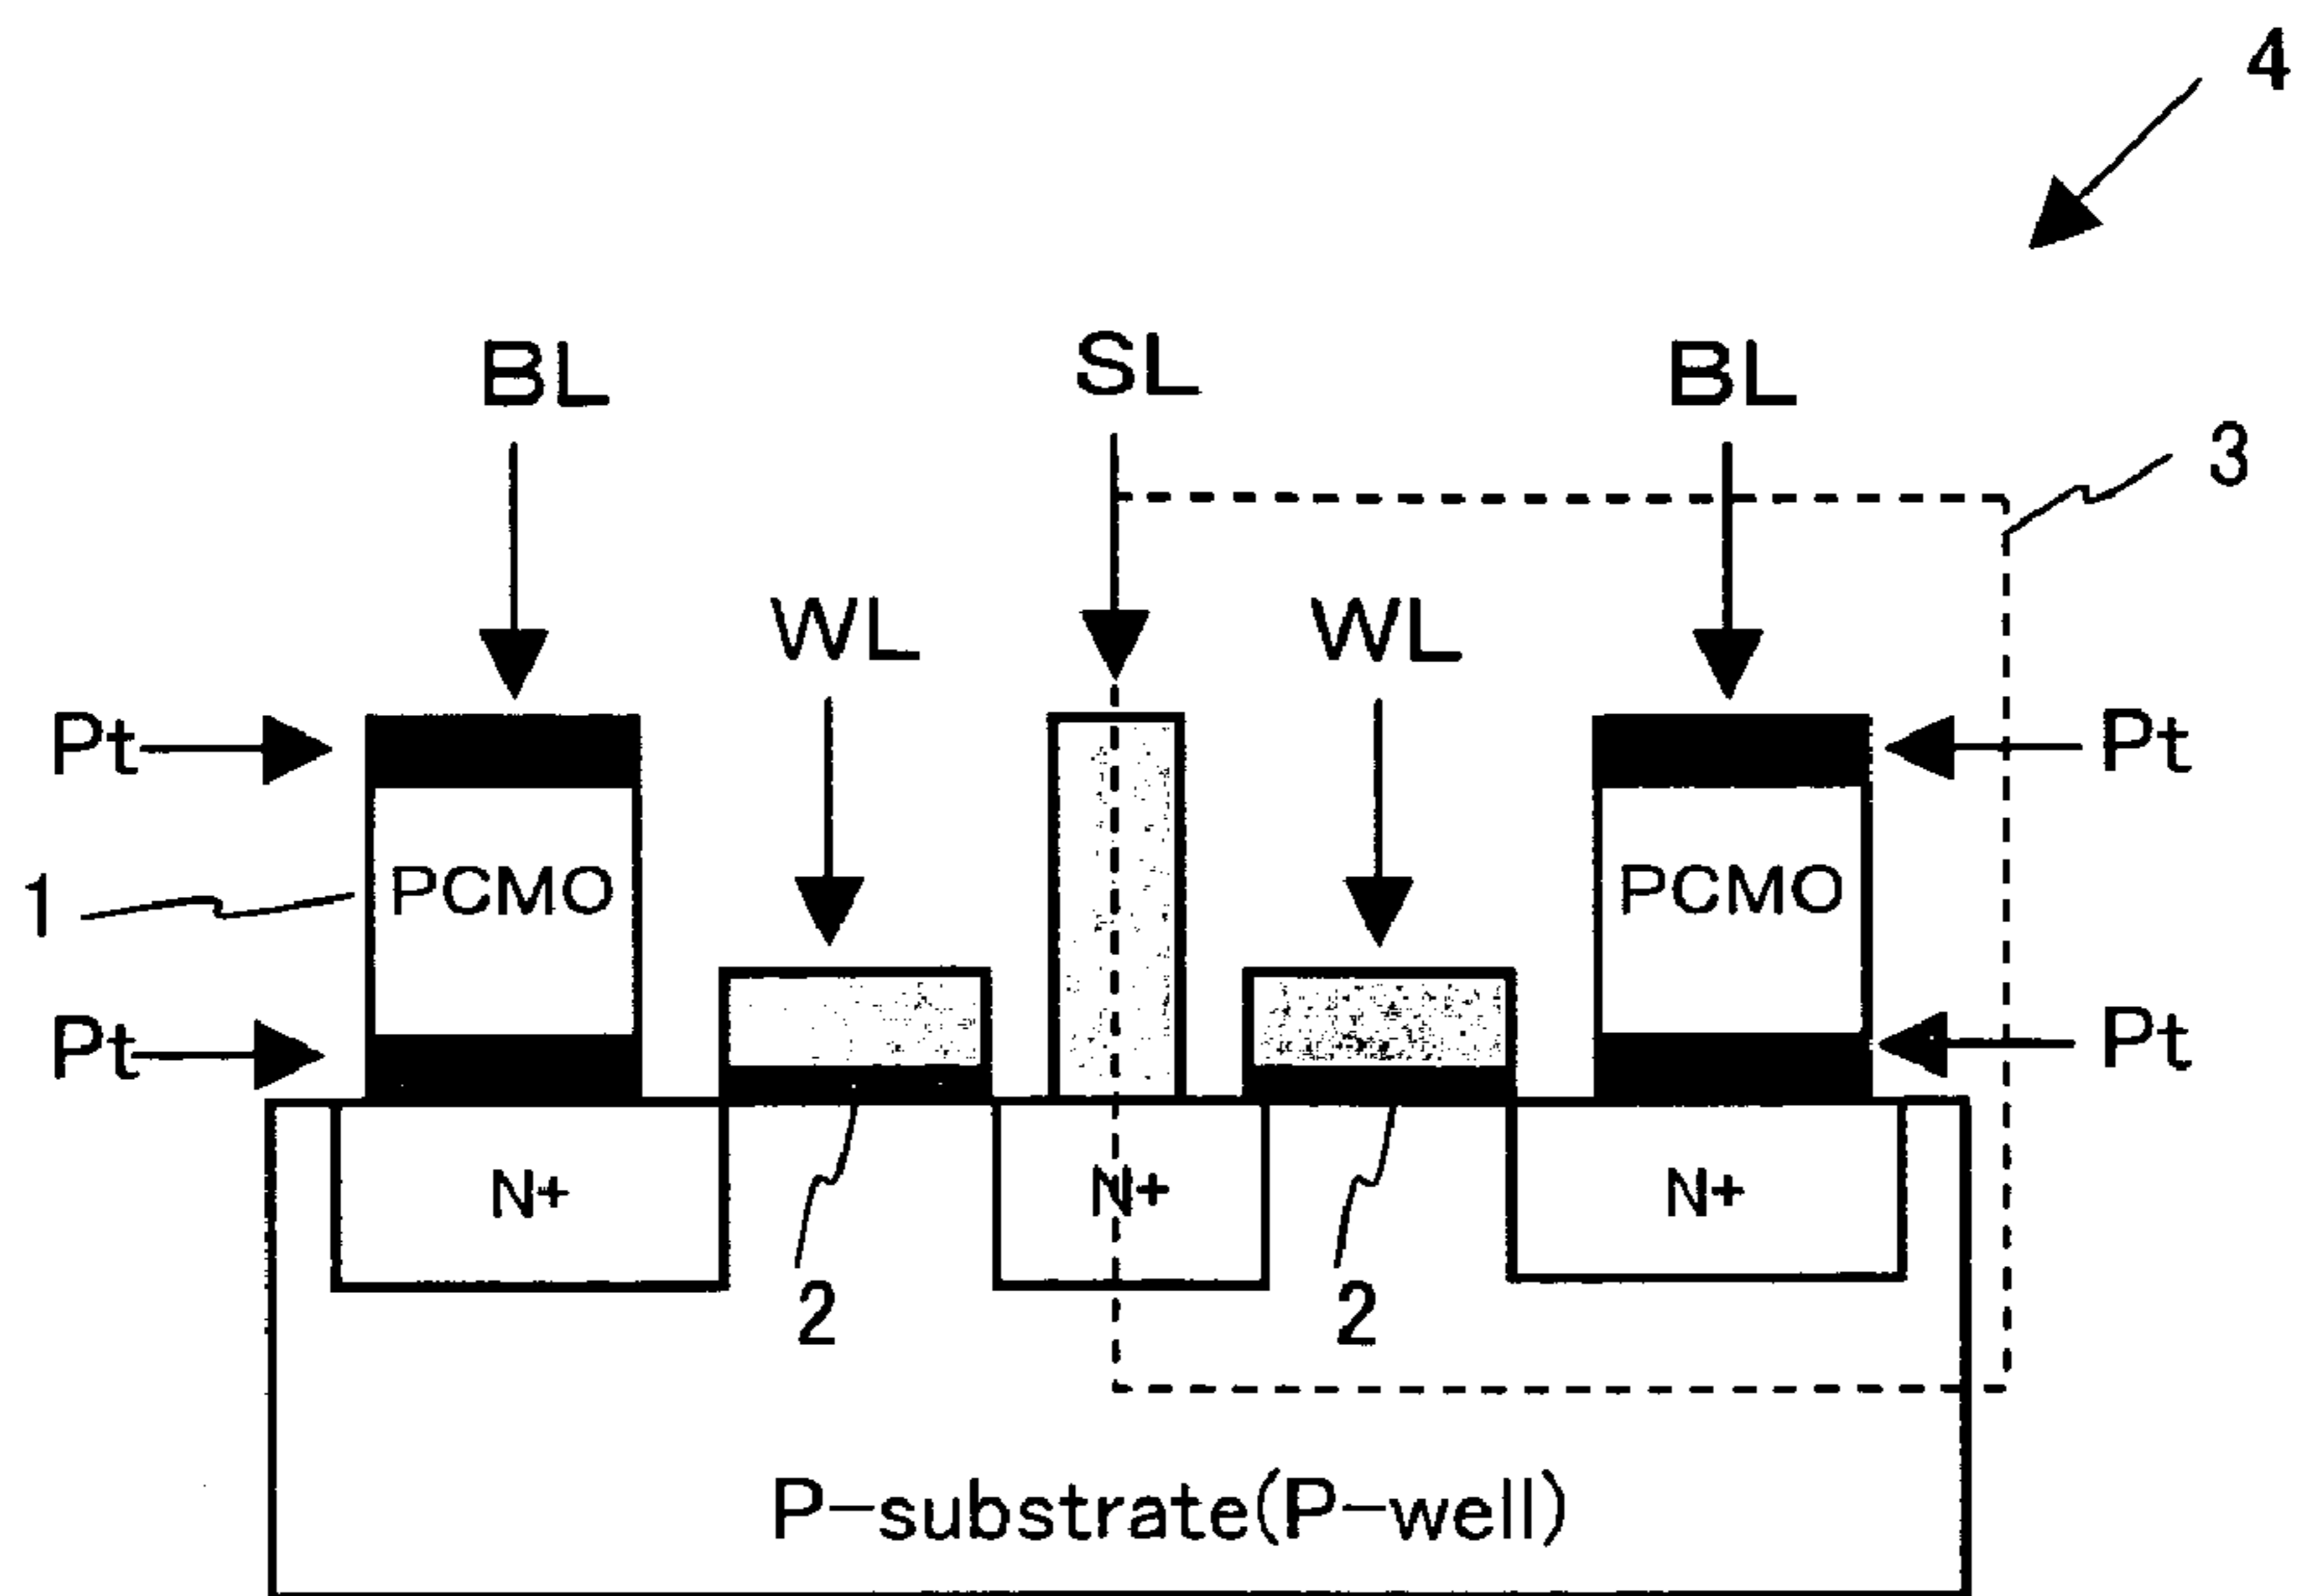 4
BL SL BL
3
WL WL
Pt Pt
1 PCMO PCMO
Pt Pt
N+ N+ N+
2 2
P-substrate(P-well)